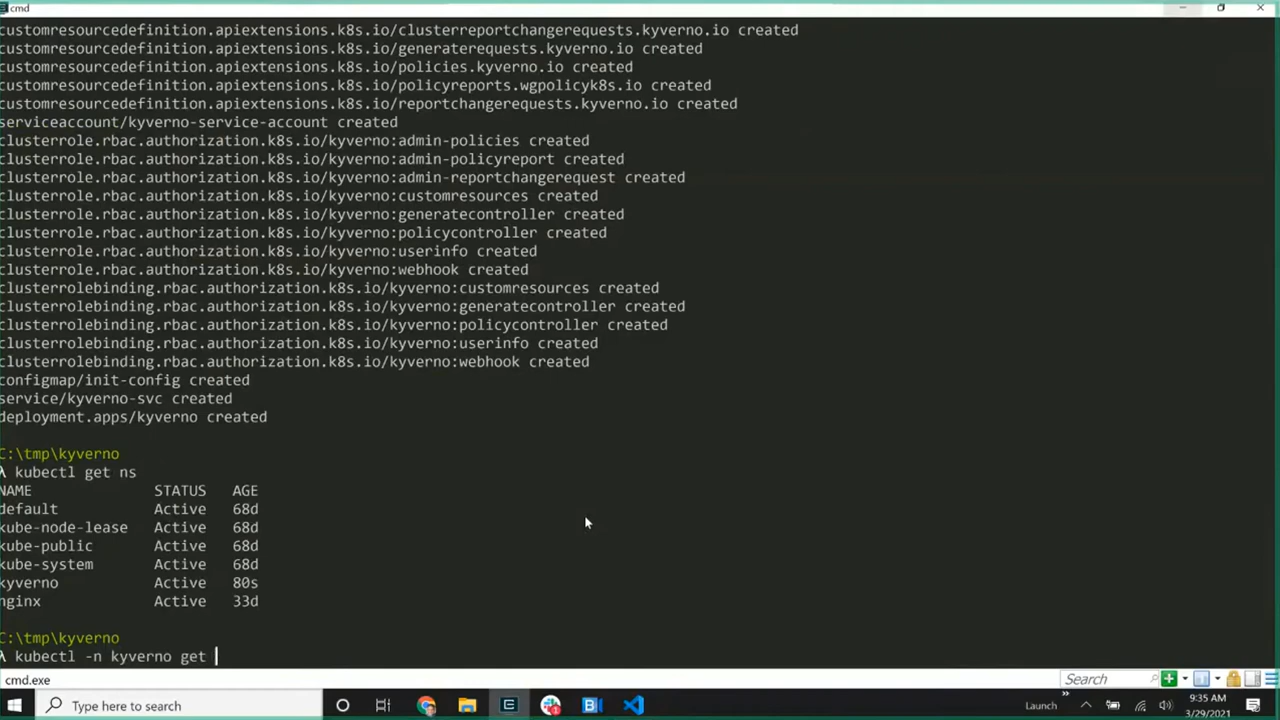 cmd
customresourcedefinition.apiextensions.k8s.io/clusterreportchangerequests.kyverno.io created
customresourcedefinition.apiextensions.k8s.io/generaterequests.kyverno.io created
customresourcedefinition.apiextensions.k8s.io/policies.kyverno.io created
customresourcedefinition.apiextensions.k8s.io/policyreports.wgpolicyk8s.io created
customresourcedefinition.apiextensions.k8s.io/reportchangerequests.kyverno.io created
serviceaccount/kyverno-service-account created
clusterrole.rbac.authorization.k8s.io/kyverno:admin-policies created
clusterrole.rbac.authorization.k8s.io/kyverno:admin-policyreport created
clusterrole.rbac.authorization.k8s.io/kyverno:admin-reportchangerequest created
clusterrole.rbac.authorization.k8s.io/kyverno:customresources created
clusterrole.rbac.authorization.k8s.io/kyverno:generatecontroller created
clusterrole.rbac.authorization.k8s.io/kyverno:policycontroller created
clusterrole.rbac.authorization.k8s.io/kyverno:userinfo created
clusterrole.rbac.authorization.k8s.io/kyverno:webhook created
clusterrolebinding.rbac.authorization.k8s.io/kyverno:customresources created
clusterrolebinding.rbac.authorization.k8s.io/kyverno:generatecontroller created
clusterrolebinding.rbac.authorization.k8s.io/kyverno:policycontroller created
clusterrolebinding.rbac.authorization.k8s.io/kyverno:userinfo created
clusterrolebinding.rbac.authorization.k8s.io/kyverno:webhook created
configmap/init-config created
service/kyverno-svc created
deployment.apps/kyverno created
C:\tmp\kyverno
λ kubectl get ns
NAME STATUS AGE
default Active 68d
kube-node-lease Active 68d
kube-public Active 68d
kube-system Active 68d
kyverno Active 80s
nginx Active 33d
C:\tmp\kyverno
λ kubectl -n kyverno get
cmd.exe
Search
Type here to search
Launch
9:35 AM
3/29/2021